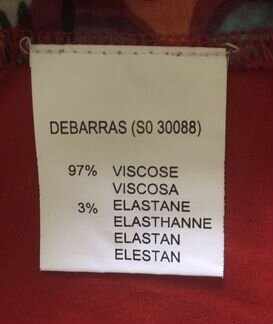 DEBARRAS (S0 30088)
97% VISCOSE
VISCOSA
3% ELASTANE
ELASTHANNE
ELASTAN
ELESTAN